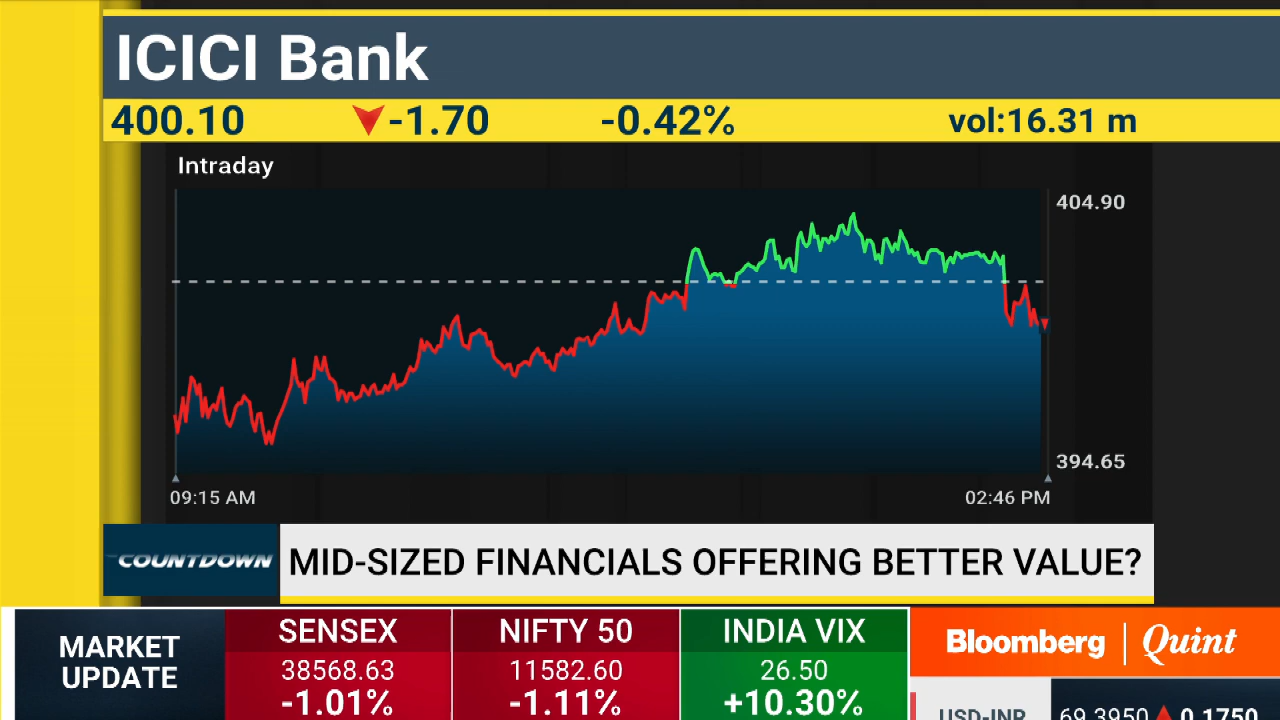 ICICI Bank
400.10 -1.70 -0.42% vol:16.31 m
Intraday
404.90
394.65
09:15 AM 02:46 PM
COUNTDOWN MID-SIZED FINANCIALS OFFERING BETTER VALUE?
MARKET UPDATE
SENSEX
38568.63
-1.01%
NIFTY 50
11582.60
-1.11%
INDIA VIX
26.50
+10.30%
Bloomberg | Quint
USD-INR 69.3950 0.1750